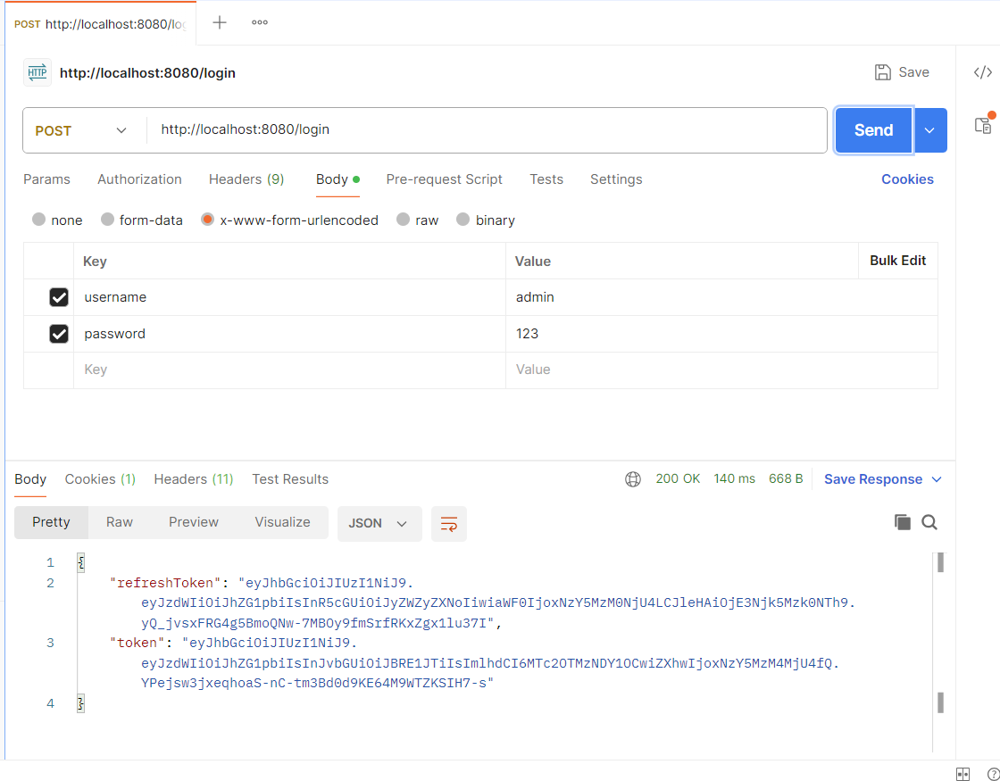 POST http://localhost:8080/lo
HTTP http://localhost:8080/login Save
POST http://localhost:8080/login Send
Params Authorization Headers (9) Body Pre-request Script Tests Settings Cookies
none form-data x-www-form-urlencoded raw binary
Key Value Bulk Edit
username admin
password 123
Key Value
Body Cookies (1) Headers (11) Test Results 200 OK 140 ms 668 B Save Response
Pretty Raw Preview Visualize JSON
1 {
2 "refreshToken": "eyJhbGciOiJIUzI1NiJ9.
eyJzdWIiOiJhZG1pbiIsInR5cGUiOiJyZWZyZXNoIiwiaWF0IjoxNzY5MzM0NjU4LCJleHAiOjE3Njk5Mzk0NTh9.
yQ_jvsxFRG4g5BmoQNw-7MBOy9fmSrfRKxZgx1lu37I",
3 "token": "eyJhbGciOiJIUzI1NiJ9.
eyJzdWIiOiJhZG1pbiIsInJvbGUiOiJBRE1JTiIsImlhdCI6MTc2OTMzNDY1OCwiZXhwIjoxNzY5MzM4MjU4fQ.
YPejsw3jxeqhoaS-nC-tm3Bd0d9KE64M9WTZKSIH7-s"
4 }